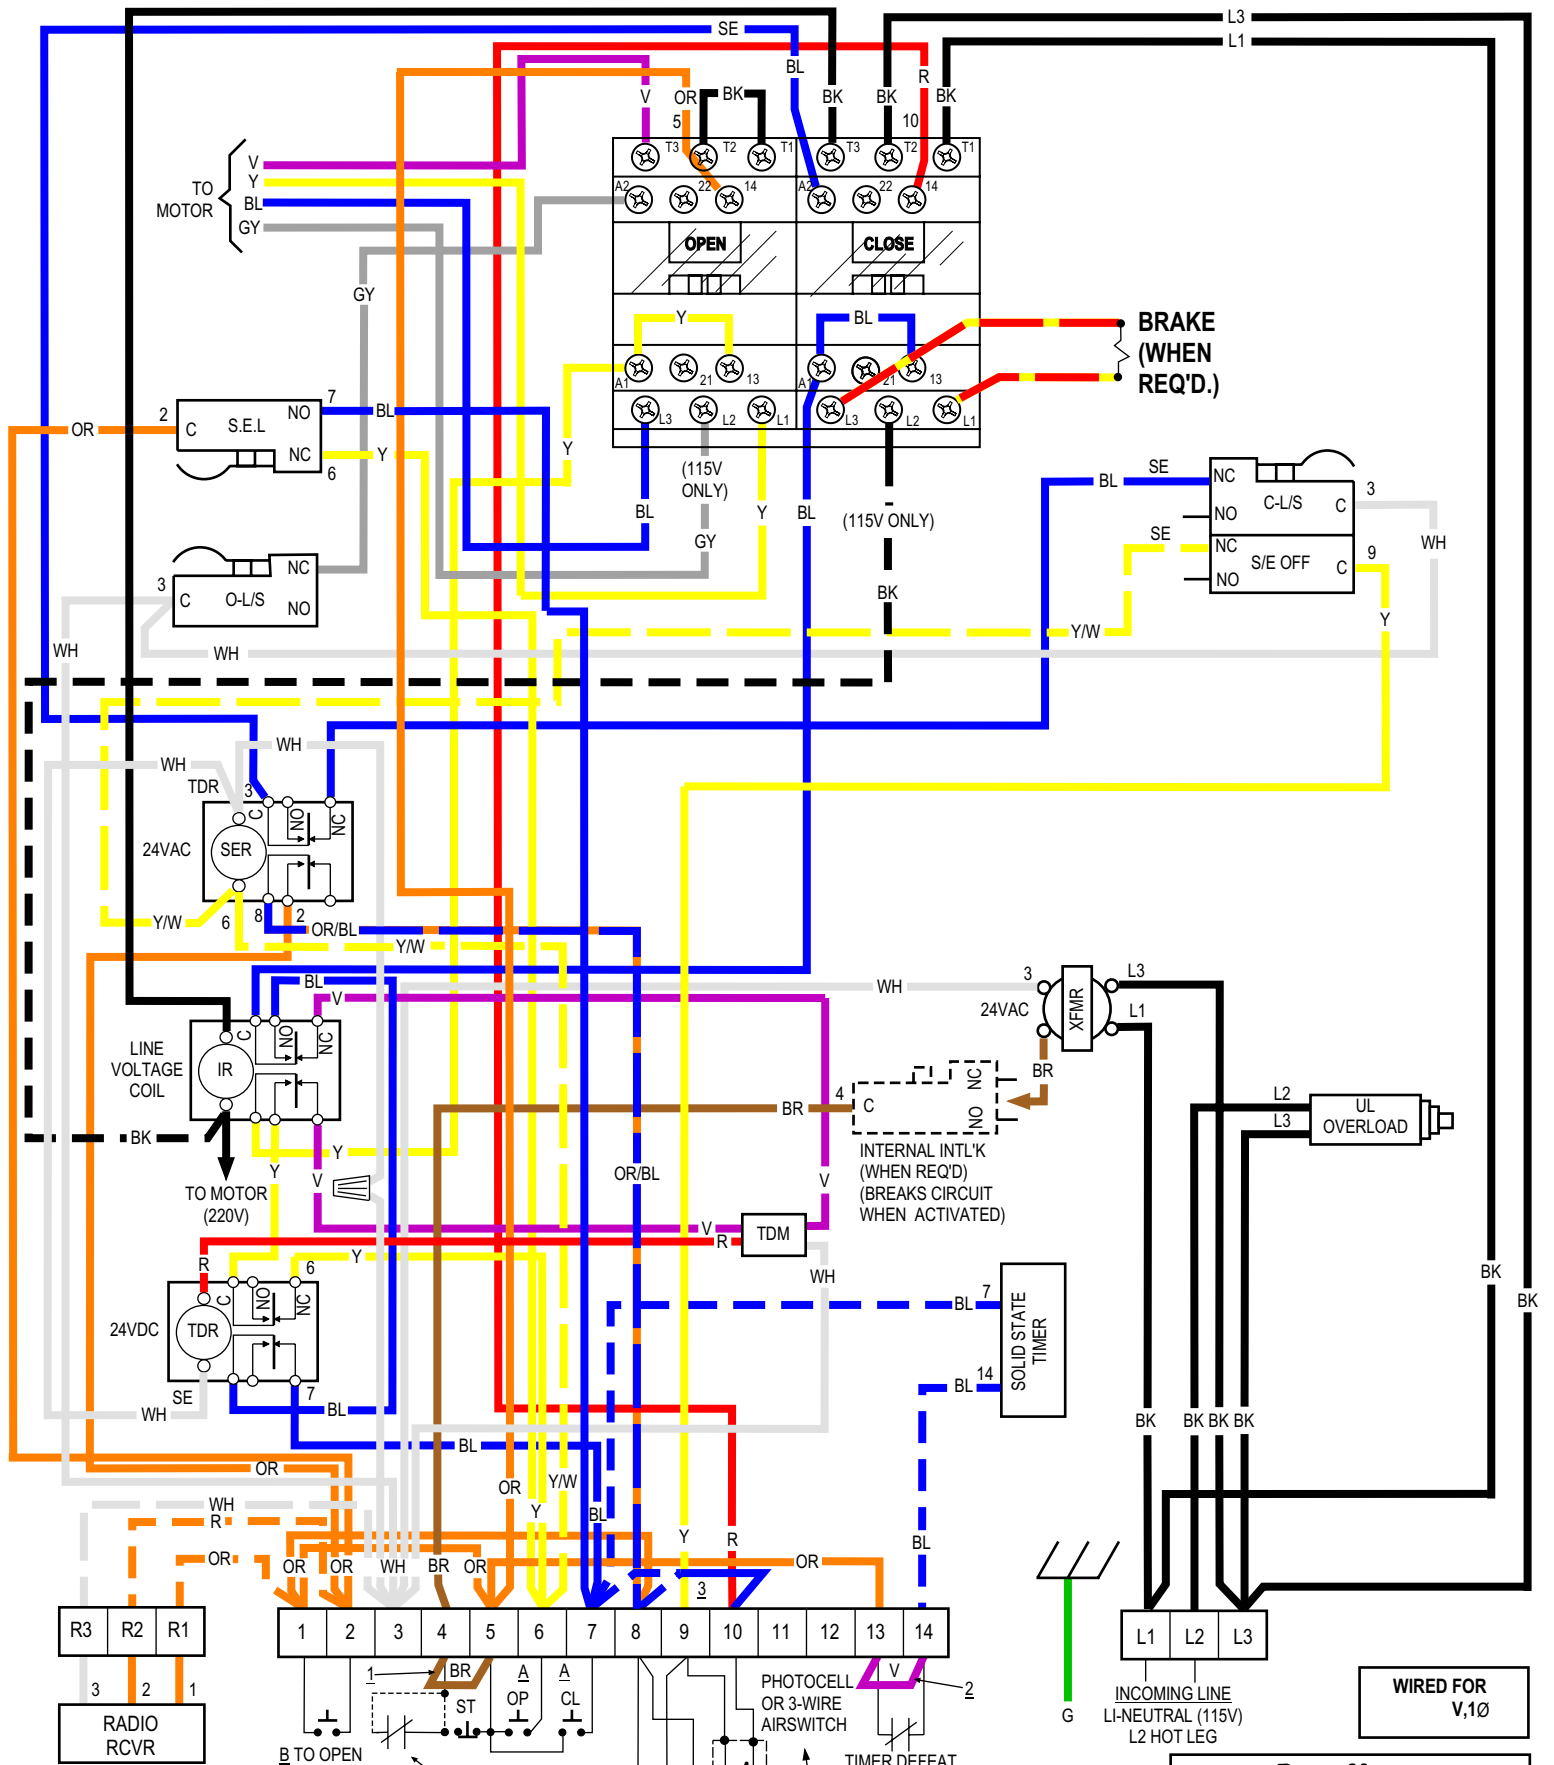 L3
SE
L1
BL
R
V
OR
BK
BK
BK
BK
5
10
T3 T2 T1 T3 T2 T1
V
Y
TO
MOTOR
BL
GY
A2 22 14 A2 22 14
OPEN
CLOSE
GY
Y
BL
BRAKE
(WHEN
REQ'D.)
A1 21 13 A1 21 13
L3 L2 L1 L3 L2 L1
2
OR
C
S.E.L
NO
7
BL
NC
6
Y
Y
(115V
ONLY)
BL
Y
BL
(115V ONLY)
GY
BK
BL
SE
NC
C-L/S
3
C
NO
WH
SE
NC
S/E OFF
9
C
NO
Y
3
C
O-L/S
NC
NO
WH
WH
Y/W
WH
WH
TDR
3
C
NO
NC
24VAC
SER
Y/W
6
8
2
OR/BL
Y/W
BL
V
WH
3
24VAC
XFMR
L3
L1
LINE
VOLTAGE
COIL
IR
C
NO
NC
BR
BK
Y
Y
V
TO MOTOR
(220V)
BR
4
C
NC
NO
INTERNAL INTL'K
(WHEN REQ'D)
(BREAKS CIRCUIT
WHEN ACTIVATED)
L2
L3
UL
OVERLOAD
OR/BL
V
V
R
TDM
WH
R
Y
6
C
NO
NC
24VDC
TDR
SE
7
WH
BL
BL
7
BL
14
BL
SOLID STATE
TIMER
BK
BK
BK
BK BK BK
OR
OR
Y/W
WH
R
OR
Y
BL
Y
R
BL
OR
OR
WH
BR
OR
OR
3
R3 R2 R1
1 2 3 4 5 6 7 8 9 10 11 12 13 14
L1 L2 L3
3 2 1
RADIO
RCVR
1
BR
ST
A
OP
A
CL
B TO OPEN
PHOTOCELL
OR 3-WIRE
AIRSWITCH
V
2
TIMER DEFEAT
G
INCOMING LINE
LI-NEUTRAL (115V)
L2 HOT LEG
WIRED FOR
V,1Ø